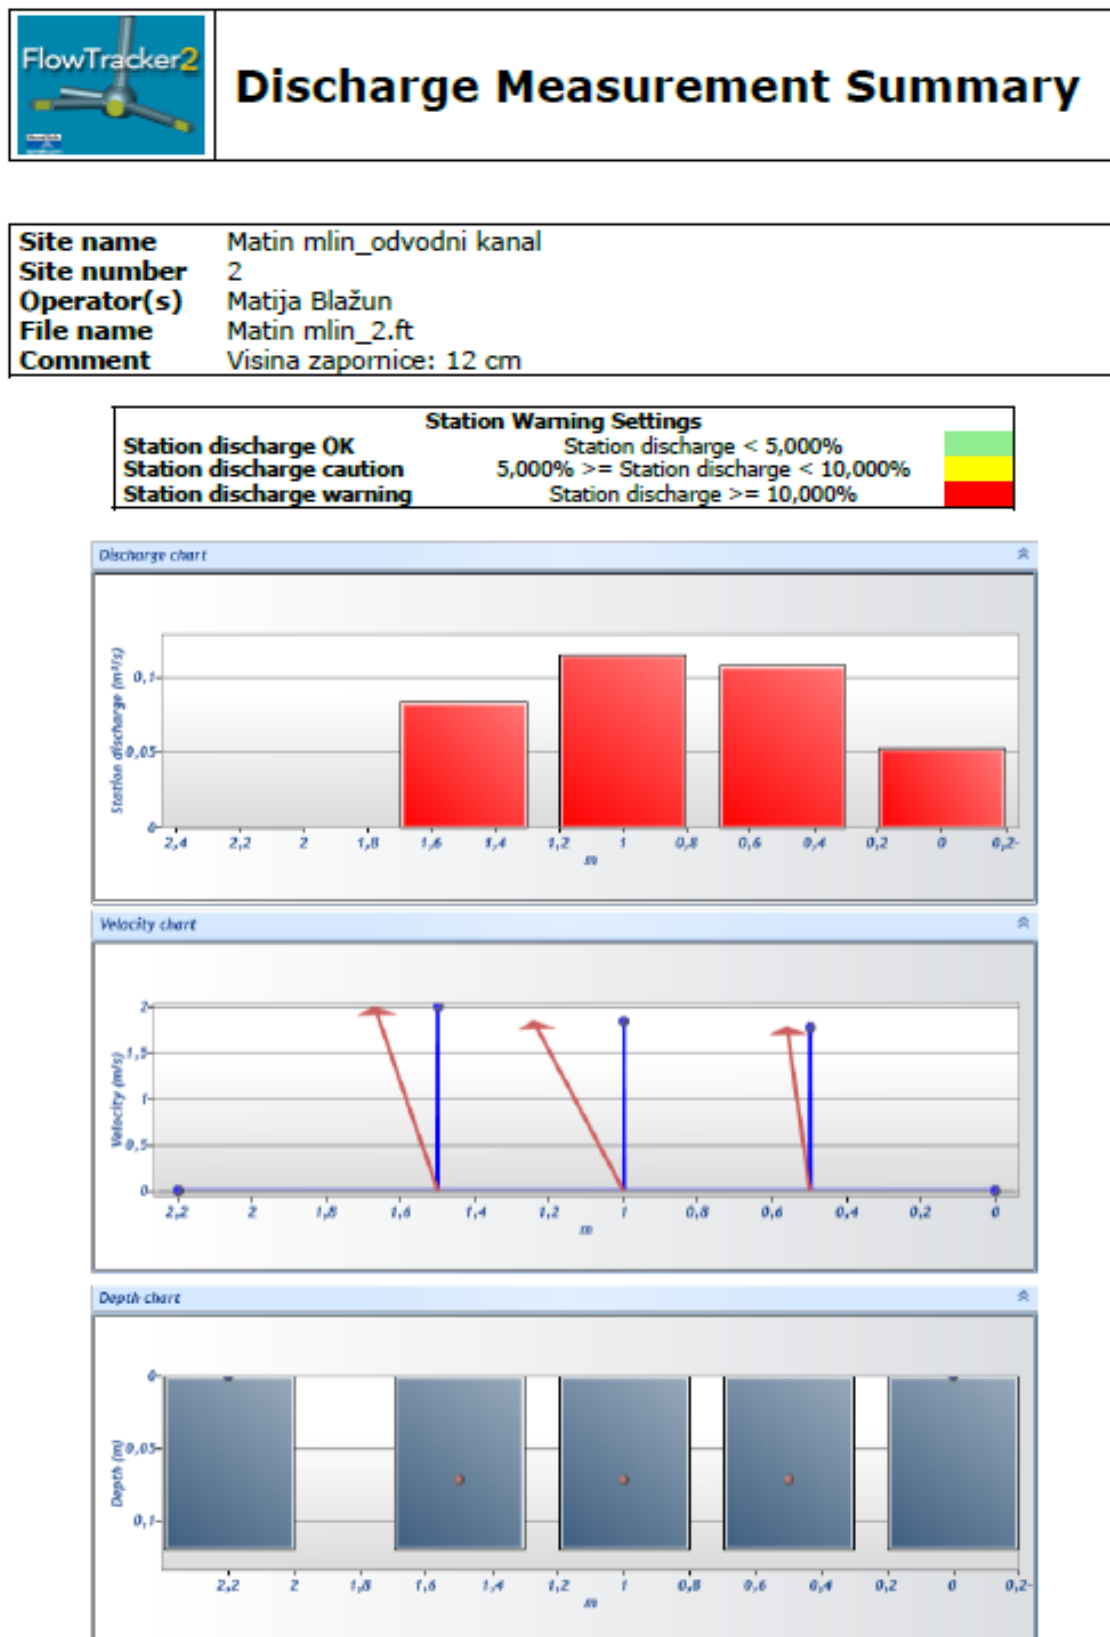 FlowTracker2
Discharge Measurement Summary
Site name Matin mlin_odvodni kanal
Site number 2
Operator(s) Matija Blažun
File name Matin mlin_2.ft
Comment Visina zapornice: 12 cm
Station Warning Settings
Station discharge OK Station discharge < 5,000%
Station discharge caution 5,000% >= Station discharge < 10,000%
Station discharge warning Station discharge >= 10,000%
Discharge chart
Station discharge (m³/s)
0,1
0,05
0
2,4 2,2 2 1,8 1,6 1,4 1,2 1 0,8 0,6 0,4 0,2 0 0,2-
m
Velocity chart
Velocity (m/s)
2
1,5
1
0,5
0
2,2 2 1,8 1,6 1,4 1,2 1 0,8 0,6 0,4 0,2 0
m
Depth chart
Depth (m)
0
0,05
0,1
2,2 2 1,8 1,6 1,4 1,2 1 0,8 0,6 0,4 0,2 0 0,2-
m